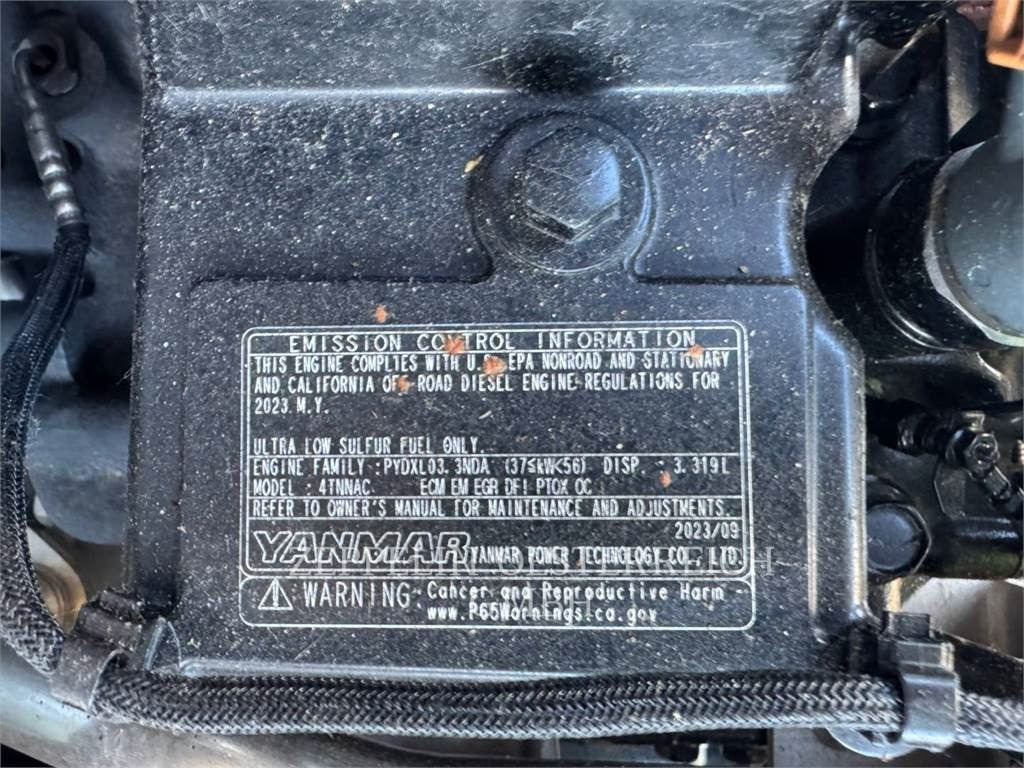 EMISSION CONTROL INFORMATION
THIS ENGINE COMPLIES WITH U.S. EPA NONROAD AND STATIONARY
AND CALIFORNIA OFF-ROAD DIESEL ENGINE REGULATIONS FOR
2023 M.Y.
ULTRA LOW SULFUR FUEL ONLY.
ENGINE FAMILY : PYDXL03.3NDA (37≤kW<56) DISP. : 3.319L
MODEL : 4TNNAC ECM EM EGR DFI PTOX OC
REFER TO OWNER'S MANUAL FOR MAINTENANCE AND ADJUSTMENTS.
2023/09
YANMAR YANMAR POWER TECHNOLOGY CO., LTD.
WARNING: Cancer and Reproductive Harm -
www.P65Warnings.ca.gov